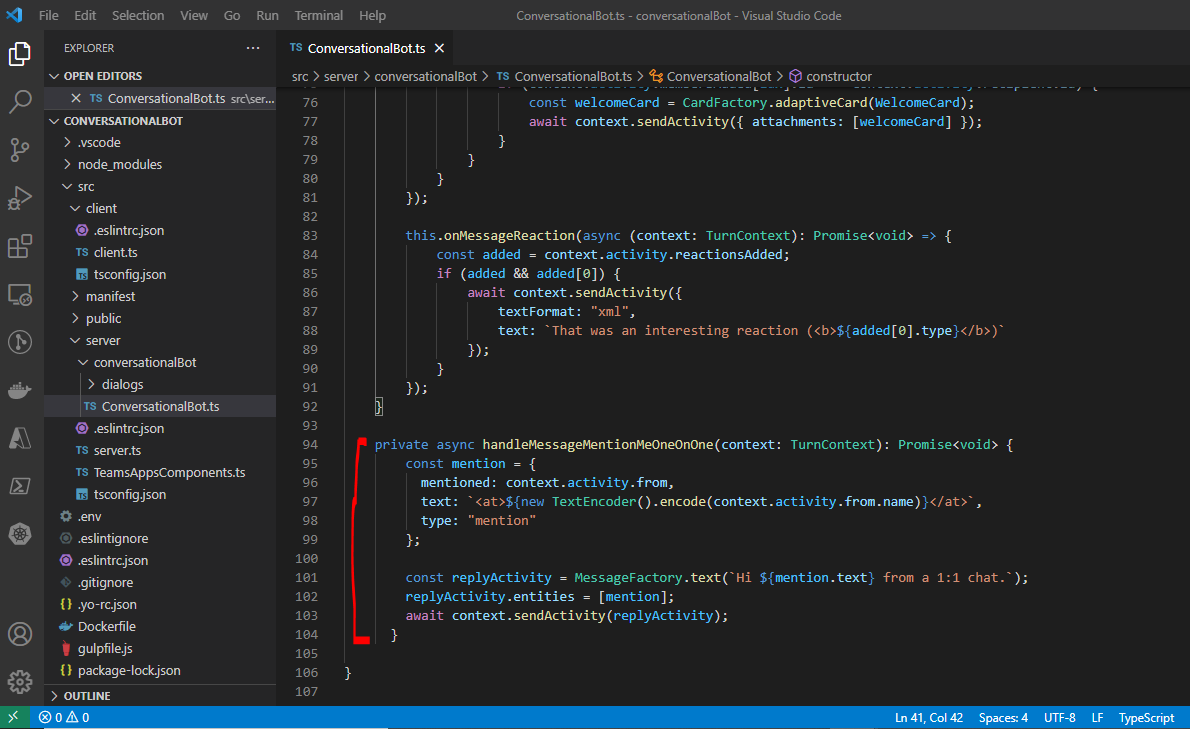 File Edit Selection View Go Run Terminal Help ConversationalBot.ts - conversationalBot - Visual Studio Code
EXPLORER ...
OPEN EDITORS
TS ConversationalBot.ts src\ser...
CONVERSATIONALBOT
.vscode
node_modules
src
client
.eslintrc.json
TS client.ts
tsconfig.json
manifest
public
server
conversationalBot
dialogs
TS ConversationalBot.ts
.eslintrc.json
TS server.ts
TS TeamsAppsComponents.ts
tsconfig.json
.env
.eslintignore
.eslintrc.json
.gitignore
{} .yo-rc.json
Dockerfile
gulpfile.js
{} package-lock.json
OUTLINE
TS ConversationalBot.ts
src > server > conversationalBot > TS ConversationalBot.ts > ConversationalBot > constructor
76 const welcomeCard = CardFactory.adaptiveCard(WelcomeCard);
77 await context.sendActivity({ attachments: [welcomeCard] });
78 }
79 }
80 }
81 });
82
83 this.onMessageReaction(async (context: TurnContext): Promise<void> => {
84 const added = context.activity.reactionsAdded;
85 if (added && added[0]) {
86 await context.sendActivity({
87 textFormat: "xml",
88 text: `That was an interesting reaction (<b>${added[0].type}</b>)`
89 });
90 }
91 });
92 }
93
94 private async handleMessageMentionMeOneOnOne(context: TurnContext): Promise<void> {
95 const mention = {
96 mentioned: context.activity.from,
97 text: `<at>${new TextEncoder().encode(context.activity.from.name)}</at>`,
98 type: "mention"
99 };
100
101 const replyActivity = MessageFactory.text(`Hi ${mention.text} from a 1:1 chat.`);
102 replyActivity.entities = [mention];
103 await context.sendActivity(replyActivity);
104 }
105
106 }
107
0 0 Ln 41, Col 42 Spaces: 4 UTF-8 LF TypeScript